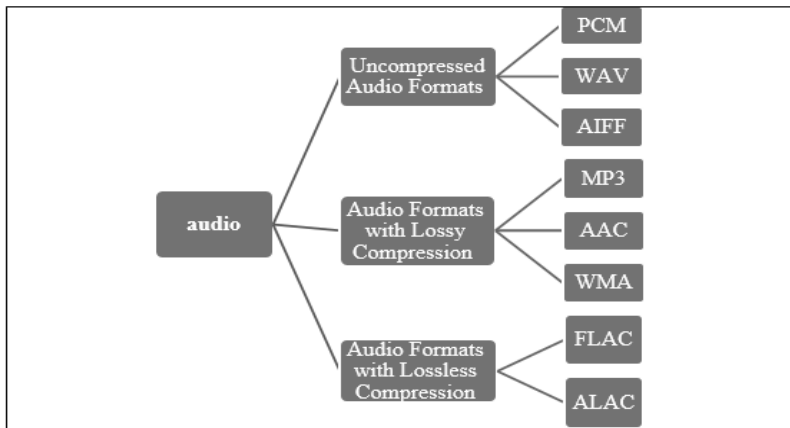 audio
Uncompressed
Audio Formats
PCM
WAV
AIFF
Audio Formats
with Lossy
Compression
MP3
AAC
WMA
Audio Formats
with Lossless
Compression
FLAC
ALAC